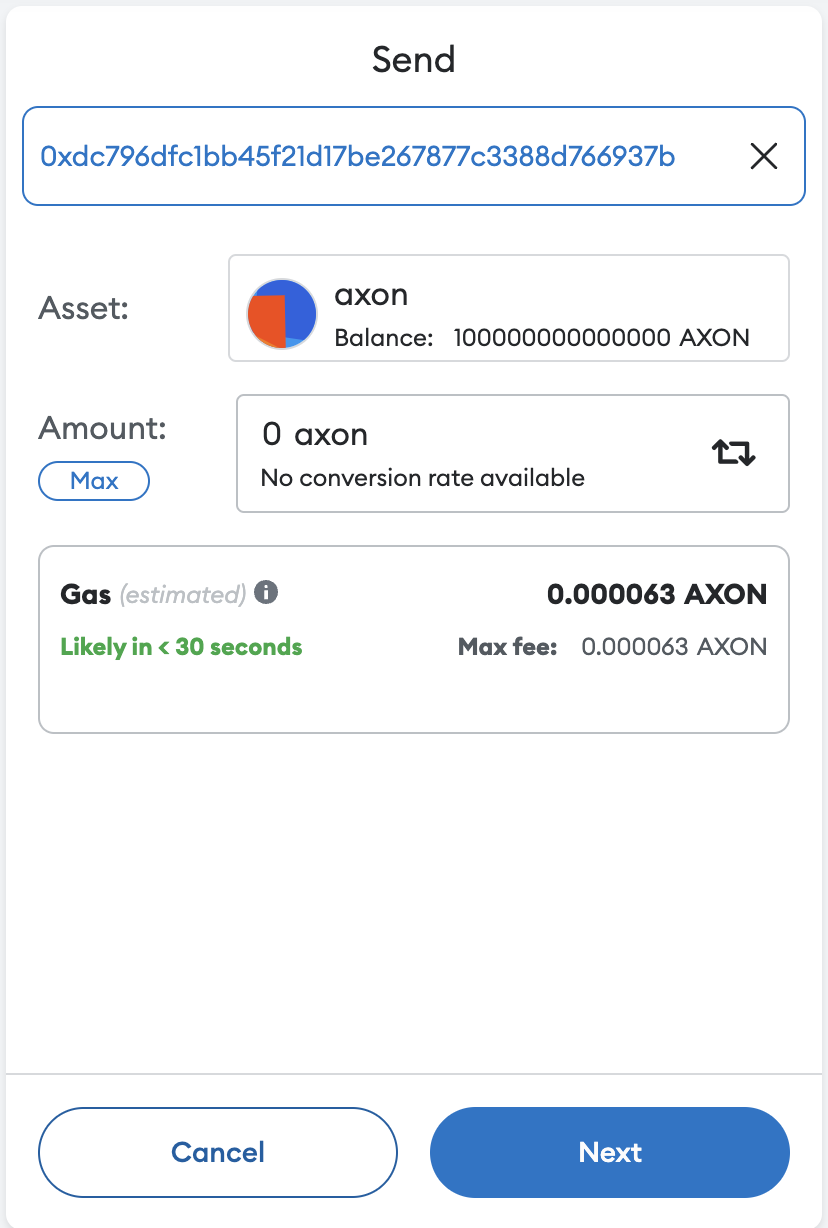 Send
0xdc796dfc1bb45f21d17be267877c3388d766937b
Asset:
axon
Balance: 100000000000000 AXON
Amount:
Max
0 axon
No conversion rate available
Gas (estimated) i 0.000063 AXON
Likely in < 30 seconds Max fee: 0.000063 AXON
Cancel Next